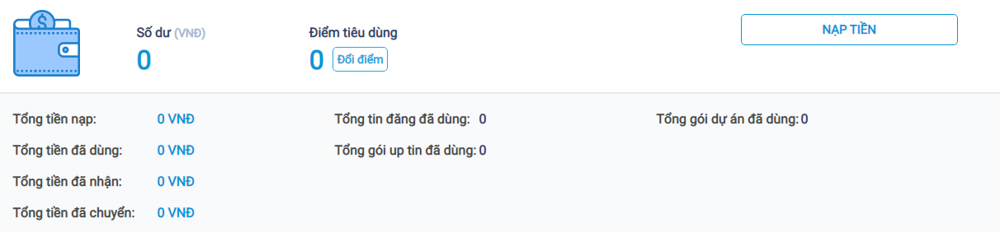 Số dư (VNĐ) Điểm tiêu dùng NẠP TIỀN
0 0 Đổi điểm
Tổng tiền nạp: 0 VNĐ Tổng tin đăng đã dùng: 0 Tổng gói dự án đã dùng: 0
Tổng tiền đã dùng: 0 VNĐ Tổng gói up tin đã dùng: 0
Tổng tiền đã nhận: 0 VNĐ
Tổng tiền đã chuyển: 0 VNĐ